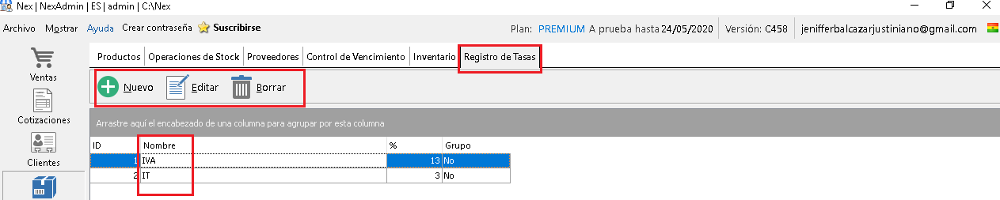 Nex | NexAdmin | ES | admin | C:\Nex
Archivo Mostrar Ayuda Crear contraseña Suscribirse Plan: PREMIUM A prueba hasta 24/05/2020 Versión: C458 jenifferbalcazarjustiniano@gmail.com
Productos Operaciones de Stock Proveedores Control de Vencimiento Inventario Registro de Tasas
Ventas
Nuevo Editar Borrar
Cotizaciones
Arrastre aquí el encabezado de una columna para agrupar por esta columna
ID Nombre % Grupo
Clientes
1 IVA 13 No
2 IT 3 No